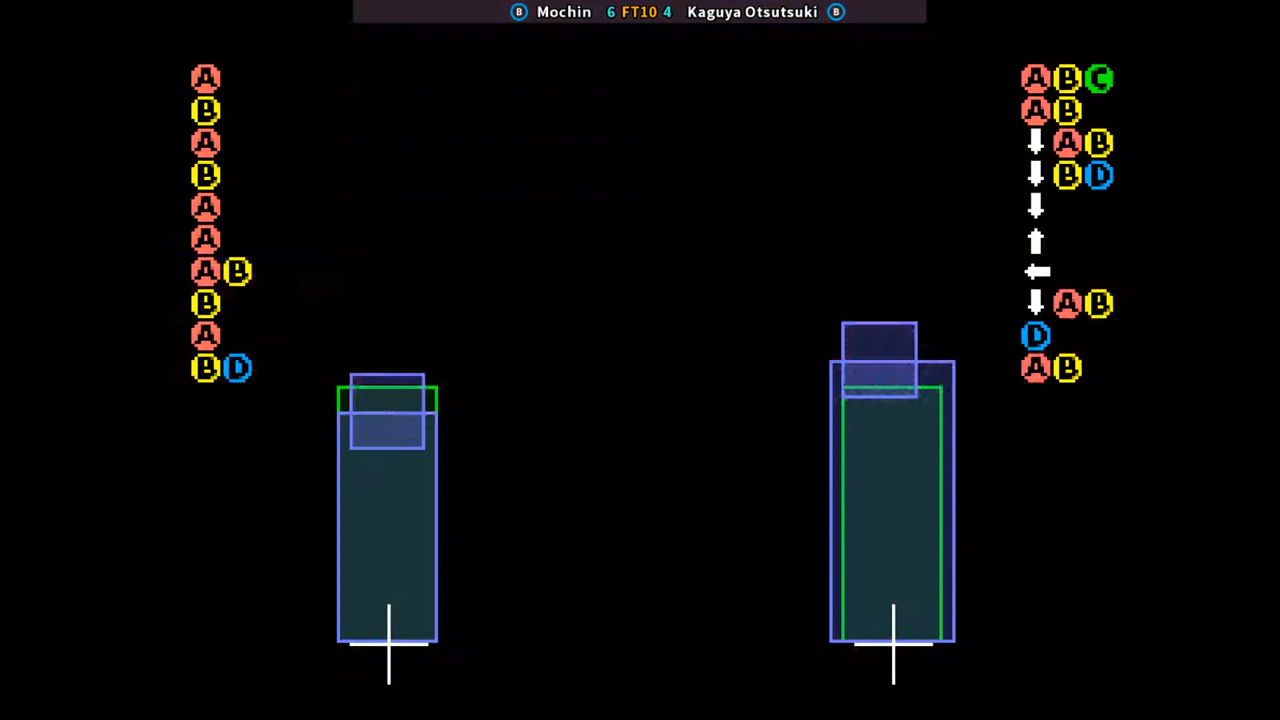 B Mochin 6 FT10 4 Kaguya Otsutsuki B
A
B
A
B
A
A
A B
B
A
B D
A B C
A B
↓ A B
↓ B D
↓
↑
←
↓ A B
D
A B